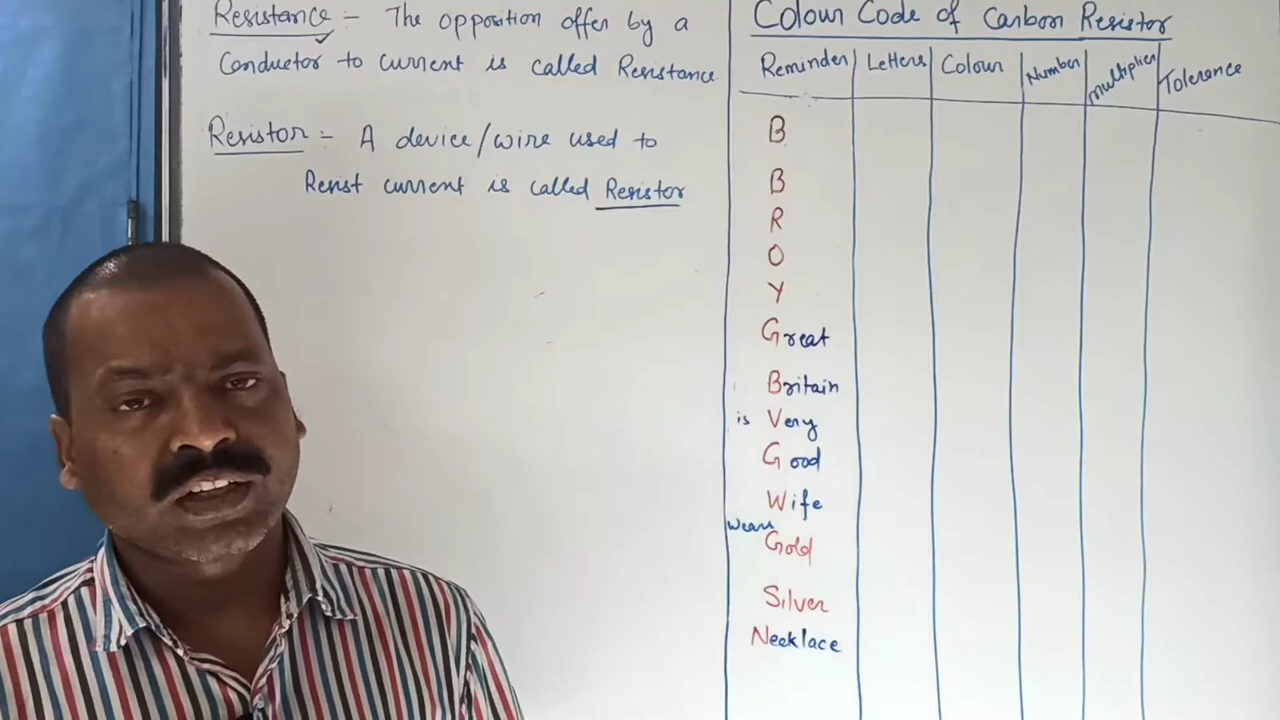 Resistance :- The opposition offer by a
Conductor to current is called Resistance
Resistor :- A device/wire used to
Resist current is called Resistor
Colour Code of Carbon Resistor
Reminder Letters Colour Number multiplier Tolerance
B
B
R
O
Y
Great
Britain
is Very
Good
Wife
wears
Gold
Silver
Necklace